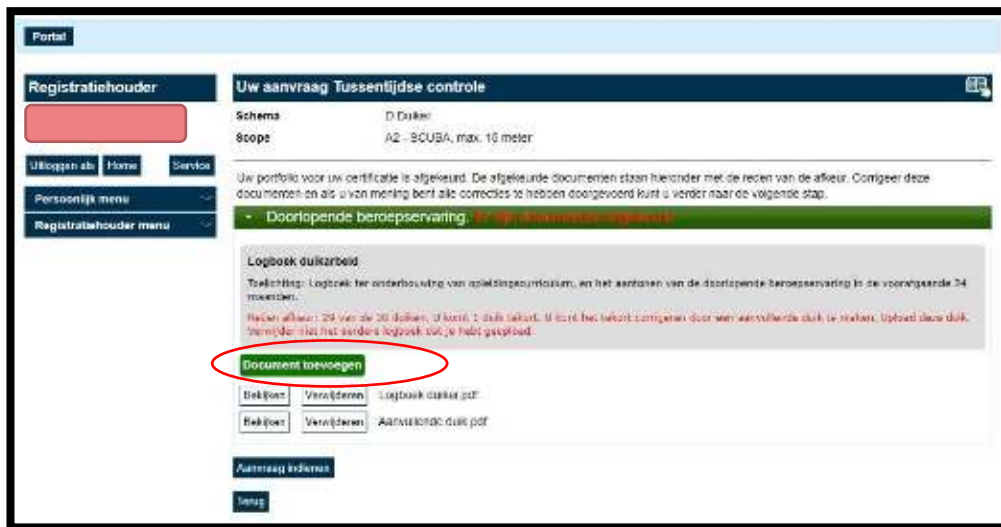 Portal
Registratiehouder
Uw aanvraag Tussentijdse controle
Schema D Duiker
Scope A2 - SCUBA, max. 15 meter
Uitloggen als Home Service
Uw portfolio voor uw certificatie is afgekeurd. De afgekeurde documenten staan hieronder met de reden van de afkeur. Corrigeer deze
documenten en als u van mening bent alle correcties te hebben doorgevoerd kunt u verder naar de volgende stap.
Persoonlijk menu
Doorlopende beroepservaring.
Registratiehouder menu
Logboek duikarbeid
Toelichting: Logboek ter onderbouwing van opleidingscurriculum, en het aantonen van de doorlopende beroepservaring in de voorafgaande 24
maanden.
Reden afkeur: 29 van de 30 duiken. U komt 1 duik tekort. U kunt het tekort corrigeren door een aanvullende duik te maken. Upload deze duik.
Verwijder niet het eerdere logboek dat je hebt geupload.
Document toevoegen
Bekijken Verwijderen Logboek duiker.pdf
Bekijken Verwijderen Aanvullende duik.pdf
Aanvraag indienen
Terug